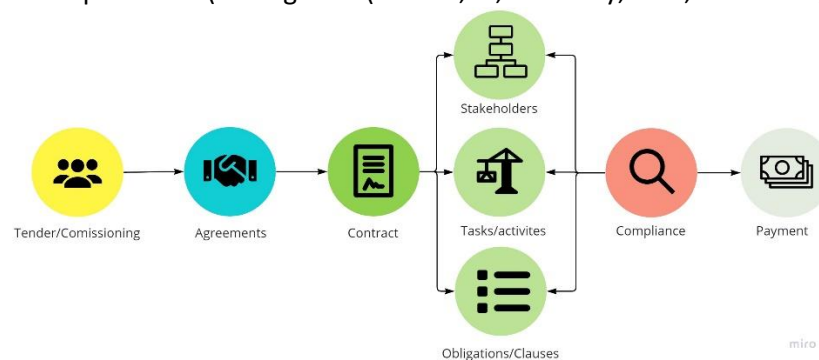 Stakeholders
Tender/Comissioning
Agreements
Contract
Tasks/activites
Compliance
Payment
Obligations/Clauses
miro